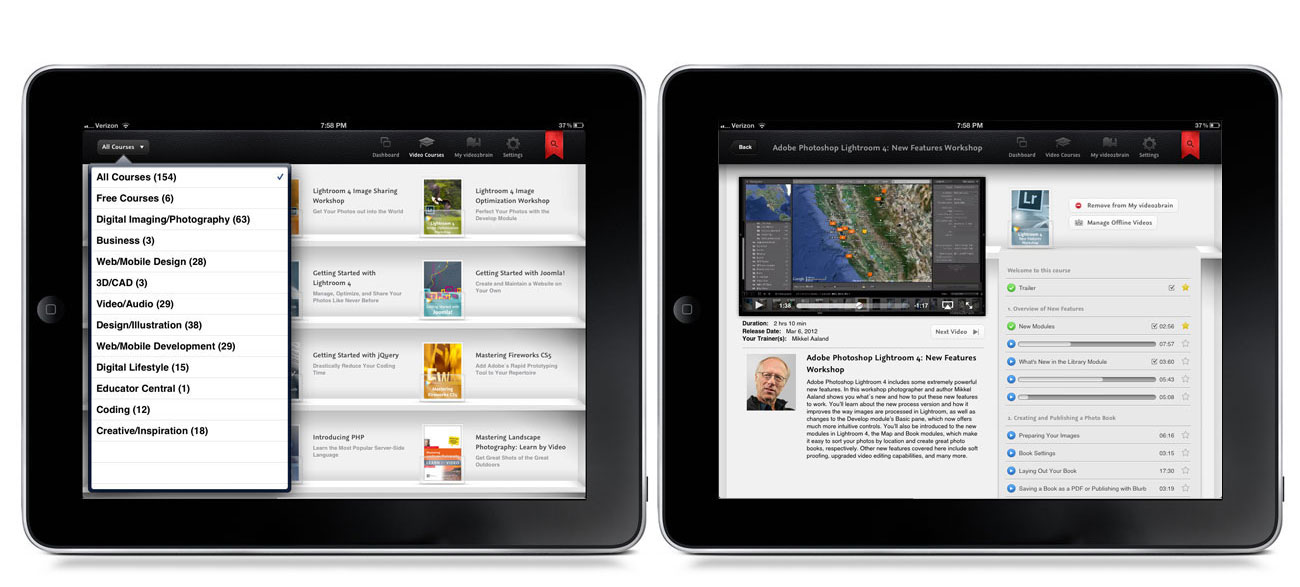 Verizon
7:58 PM
37%
All Courses
Dashboard
Video Courses
My video2brain
Settings
All Courses (154)
Free Courses (6)
Digital Imaging/Photography (63)
Business (3)
Web/Mobile Design (28)
3D/CAD (3)
Video/Audio (29)
Design/Illustration (38)
Web/Mobile Development (29)
Digital Lifestyle (15)
Educator Central (1)
Coding (12)
Creative/Inspiration (18)
Lightroom 4 Image Sharing
Workshop
Get Your Photos out into the World
Lightroom 4 Image
Optimization Workshop
Perfect Your Photos with the
Develop Module
Getting Started with
Lightroom 4
Manage, Optimize, and Share Your
Photos Like Never Before
Getting Started with Joomla!
Create and Maintain a Website on
Your Own
Getting Started with jQuery
Drastically Reduce Your Coding
Time
Mastering Fireworks CS5
Add Adobe's Rapid Prototyping
Tool to Your Repertoire
Introducing PHP
Learn the Most Popular Server-Side
Language
Mastering Landscape
Photography: Learn by Video
Get Great Shots of the Great
Outdoors
Verizon
7:58 PM
37%
Back
Adobe Photoshop Lightroom 4: New Features Workshop
Dashboard
Video Courses
My video2brain
Settings
1:38
-1:17
Duration: 2 hrs 10 min
Release Date: Mar 6, 2012
Your Trainer(s): Mikkel Aaland
Next Video
Adobe Photoshop Lightroom 4: New Features
Workshop
Adobe Photoshop Lightroom 4 includes some extremely powerful
new features. In this workshop photographer and author Mikkel
Aaland shows you what's new and how to put these new features
to work. You'll learn about the new process version and how it
improves the way images are processed in Lightroom, as well as
changes to the Develop module's Basic pane, which now offers
much more intuitive controls. You'll also be introduced to the new
modules in Lightroom 4, the Map and Book modules, which make
it easy to sort your photos by location and create great photo
books, respectively. Other new features covered here include soft
proofing, upgraded video editing capabilities, and many more.
Lr
Remove from My video2brain
Manage Offline Videos
Welcome to this course
Trailer
1. Overview of New Features
New Modules 02:56
07:57
What's New in the Library Module 03:60
05:43
05:08
2. Creating and Publishing a Photo Book
Preparing Your Images 06:16
Book Settings 03:15
Laying Out Your Book 17:30
Saving a Book as a PDF or Publishing with Blurb 03:19